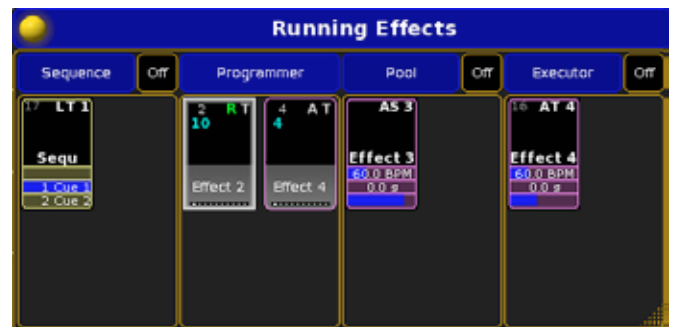 Running Effects
Sequence Off Programmer Pool Off Executor Off
17 LT 1 2 R T 4 A T AS 3 16 AT 4
10 4
Sequ Effect 3 Effect 4
60.0 BPM 60.0 BPM
1 Cue 1 Effect 2 Effect 4 0.0 s 0.0 s
2 Cue 2